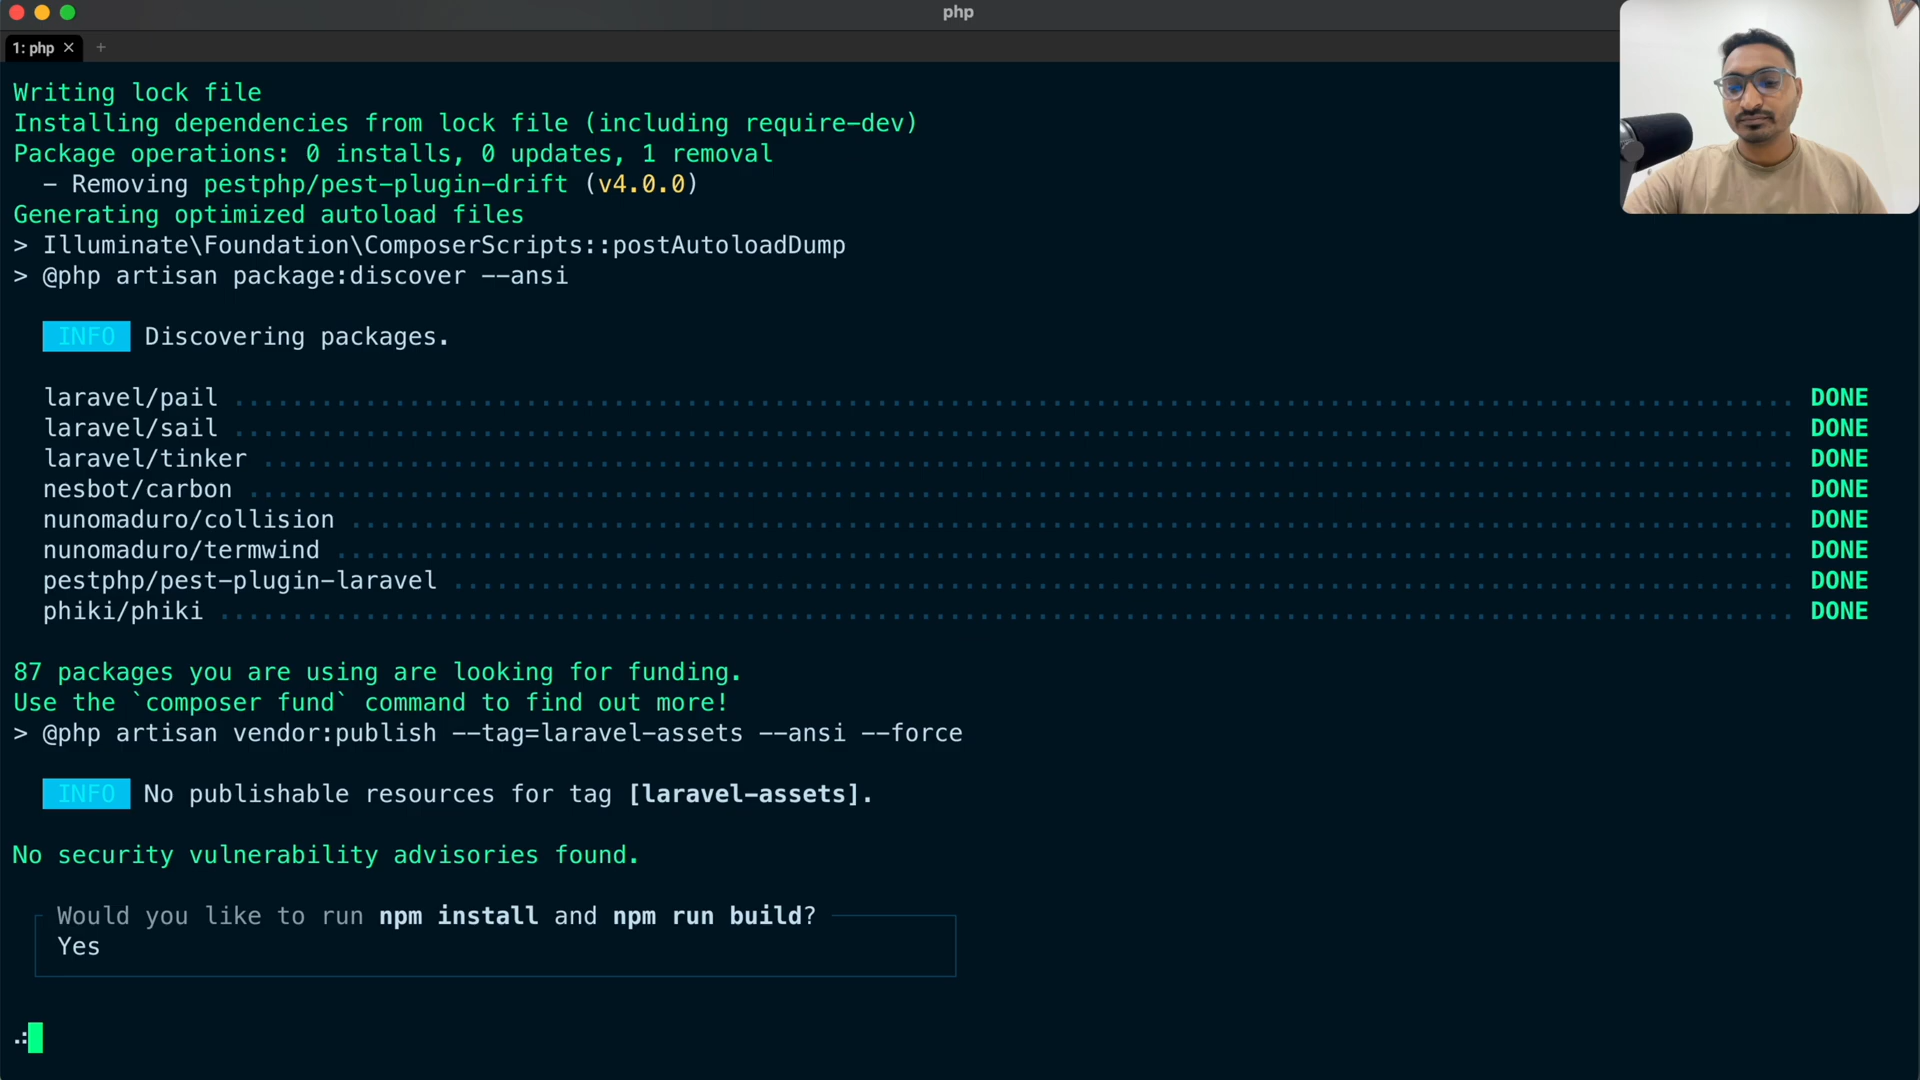 php
1: php ✕ +
Writing lock file
Installing dependencies from lock file (including require-dev)
Package operations: 0 installs, 0 updates, 1 removal
– Removing pestphp/pest-plugin-drift (v4.0.0)
Generating optimized autoload files
> Illuminate\Foundation\ComposerScripts::postAutoloadDump
> @php artisan package:discover --ansi
INFO Discovering packages.
laravel/pail DONE
laravel/sail DONE
laravel/tinker DONE
nesbot/carbon DONE
nunomaduro/collision DONE
nunomaduro/termwind DONE
pestphp/pest-plugin-laravel DONE
phiki/phiki DONE
87 packages you are using are looking for funding.
Use the `composer fund` command to find out more!
> @php artisan vendor:publish --tag=laravel-assets --ansi --force
INFO No publishable resources for tag [laravel-assets].
No security vulnerability advisories found.
Would you like to run npm install and npm run build?
Yes